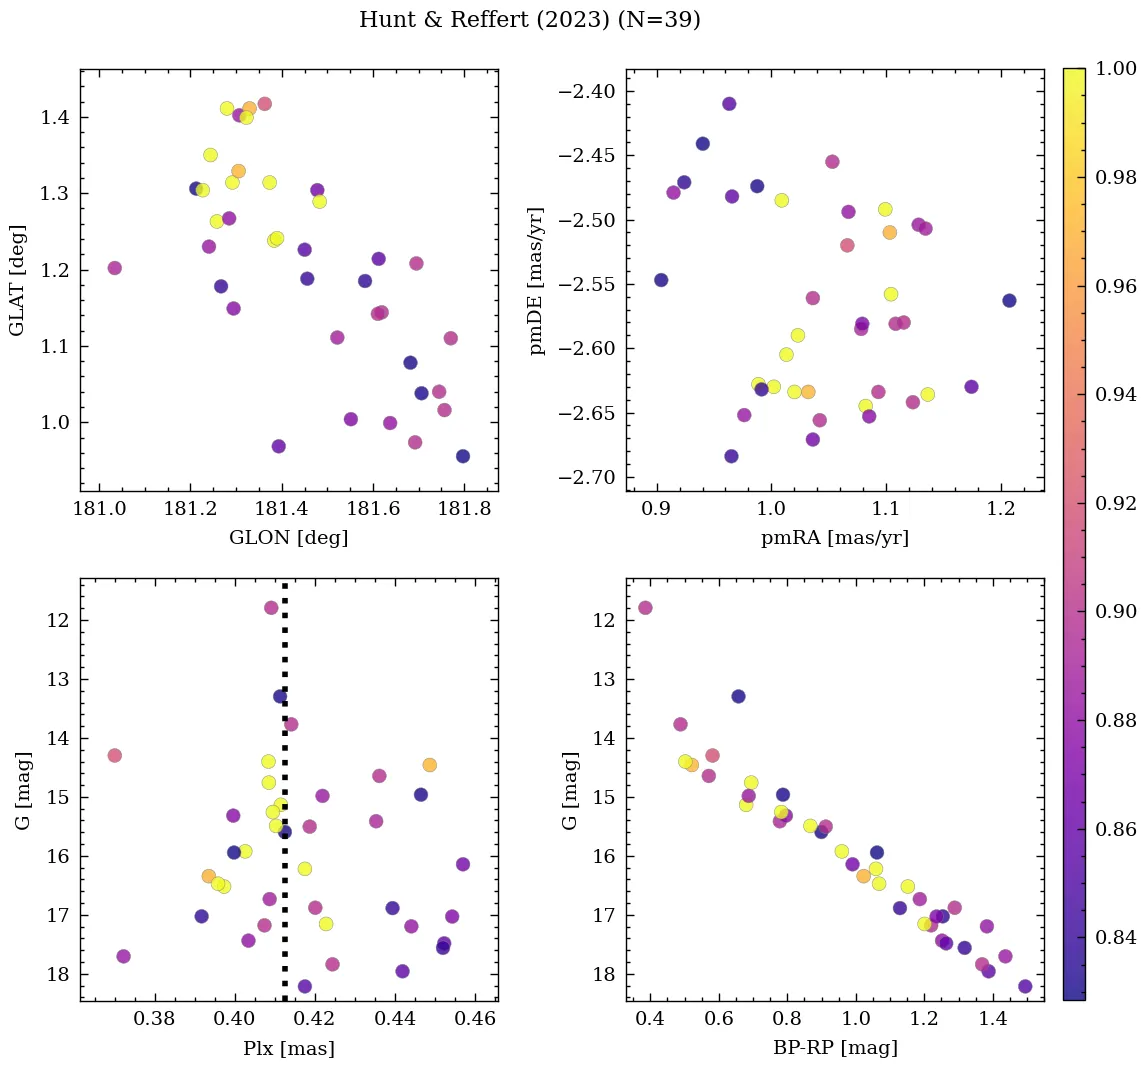 Hunt & Reffert (2023) (N=39)
1.4
1.3
1.2
1.1
1.0
GLAT [deg]
181.0 181.2 181.4 181.6 181.8
GLON [deg]
−2.40
−2.45
−2.50
−2.55
−2.60
−2.65
−2.70
pmDE [mas/yr]
0.9 1.0 1.1 1.2
pmRA [mas/yr]
12
13
14
15
16
17
18
G [mag]
0.38 0.40 0.42 0.44 0.46
Plx [mas]
12
13
14
15
16
17
18
G [mag]
0.4 0.6 0.8 1.0 1.2 1.4
BP-RP [mag]
1.00
0.98
0.96
0.94
0.92
0.90
0.88
0.86
0.84